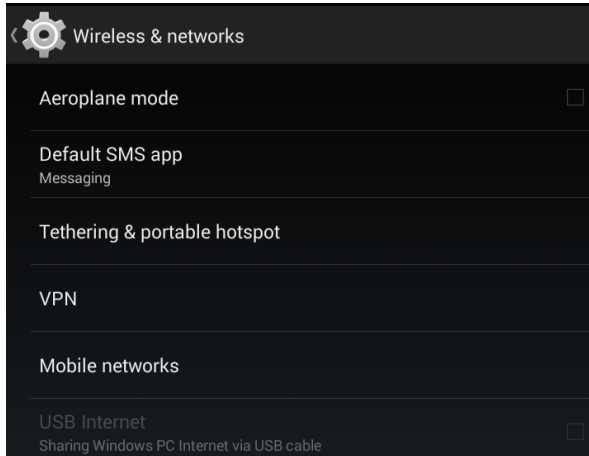 Wireless & networks
Aeroplane mode
Default SMS app
Messaging
Tethering & portable hotspot
VPN
Mobile networks
USB Internet
Sharing Windows PC Internet via USB cable